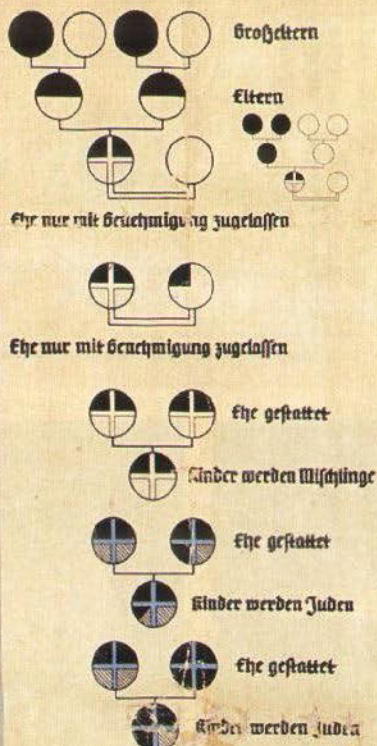 Großeltern
Eltern
Ehe nur mit Genehmigung zugelassen
Ehe nur mit Genehmigung zugelassen
Ehe gestattet
Kinder werden Mischlinge
Ehe gestattet
Kinder werden Juden
Ehe gestattet
Kinder werden Juden